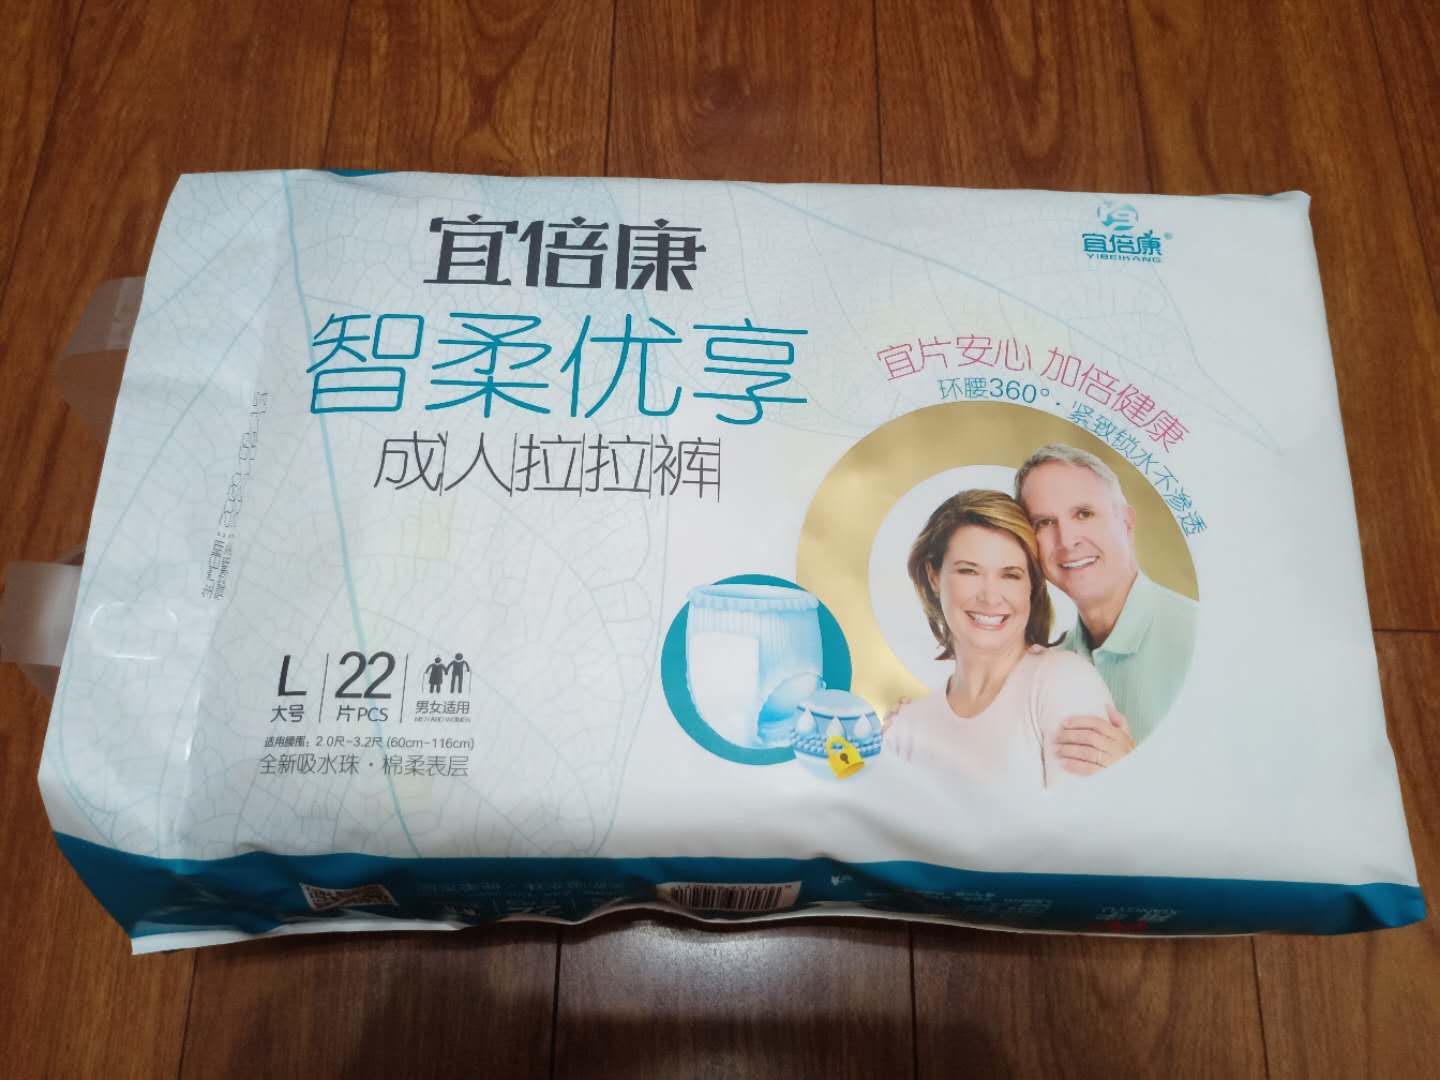 宜倍康
智柔优享
成人拉拉裤
宜倍康®
YIBEIKANG
宜片安心 加倍健康
环腰360°·紧致锁水不渗透
L
大号
22
片PCS
男女适用
MEN AND WOMEN
适用腰围：2.0尺-3.2尺 (60cm-116cm)
全新吸水珠·棉柔表层